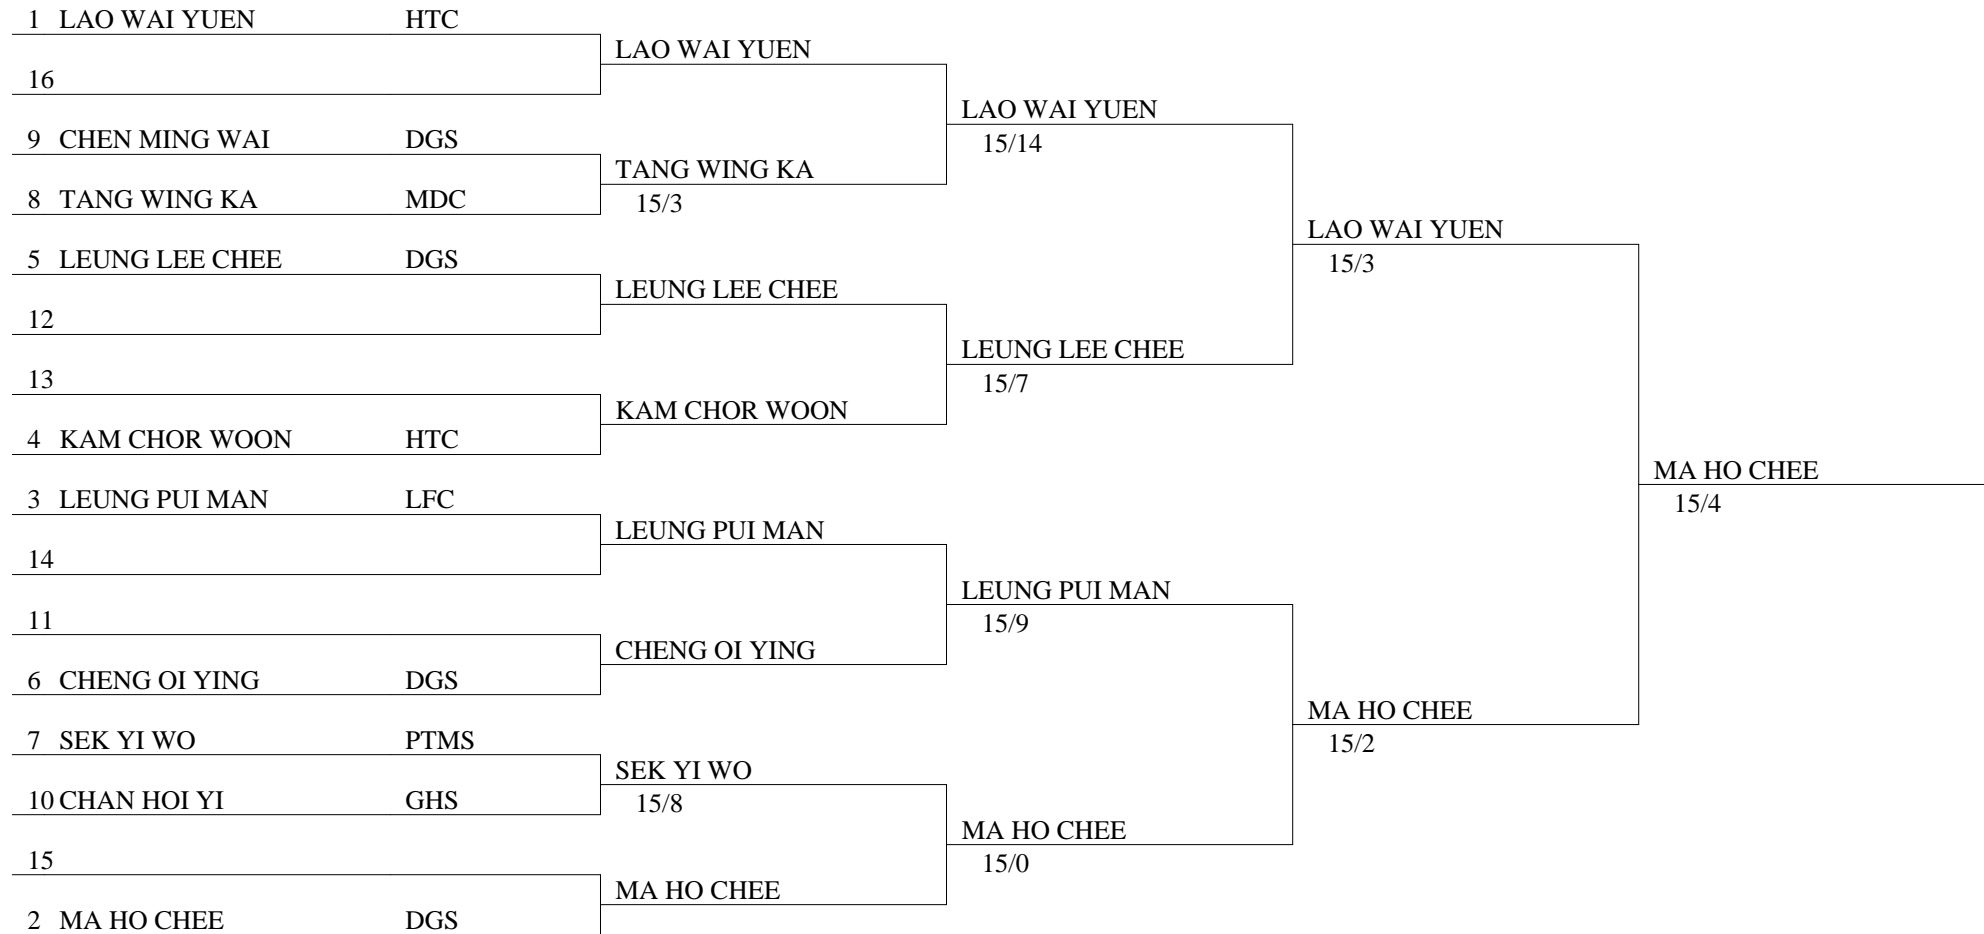 1 LAO WAI YUEN HTC
LAO WAI YUEN
16
LAO WAI YUEN
9 CHEN MING WAI DGS
15/14
TANG WING KA
8 TANG WING KA MDC
15/3
LAO WAI YUEN
5 LEUNG LEE CHEE DGS
15/3
LEUNG LEE CHEE
12
LEUNG LEE CHEE
13
15/7
KAM CHOR WOON
4 KAM CHOR WOON HTC
MA HO CHEE
3 LEUNG PUI MAN LFC
15/4
LEUNG PUI MAN
14
LEUNG PUI MAN
11
15/9
CHENG OI YING
6 CHENG OI YING DGS
MA HO CHEE
7 SEK YI WO PTMS
15/2
SEK YI WO
10 CHAN HOI YI GHS
15/8
MA HO CHEE
15
15/0
MA HO CHEE
2 MA HO CHEE DGS